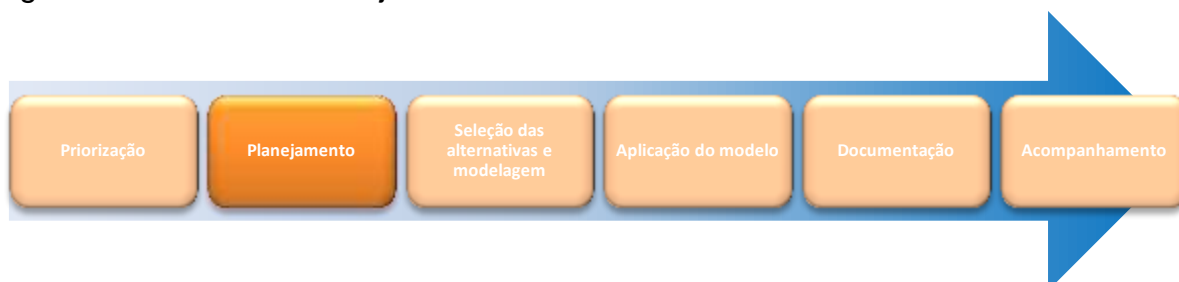 Priorização
Planejamento
Seleção das
alternativas e
modelagem
Aplicação do modelo
Documentação
Acompanhamento